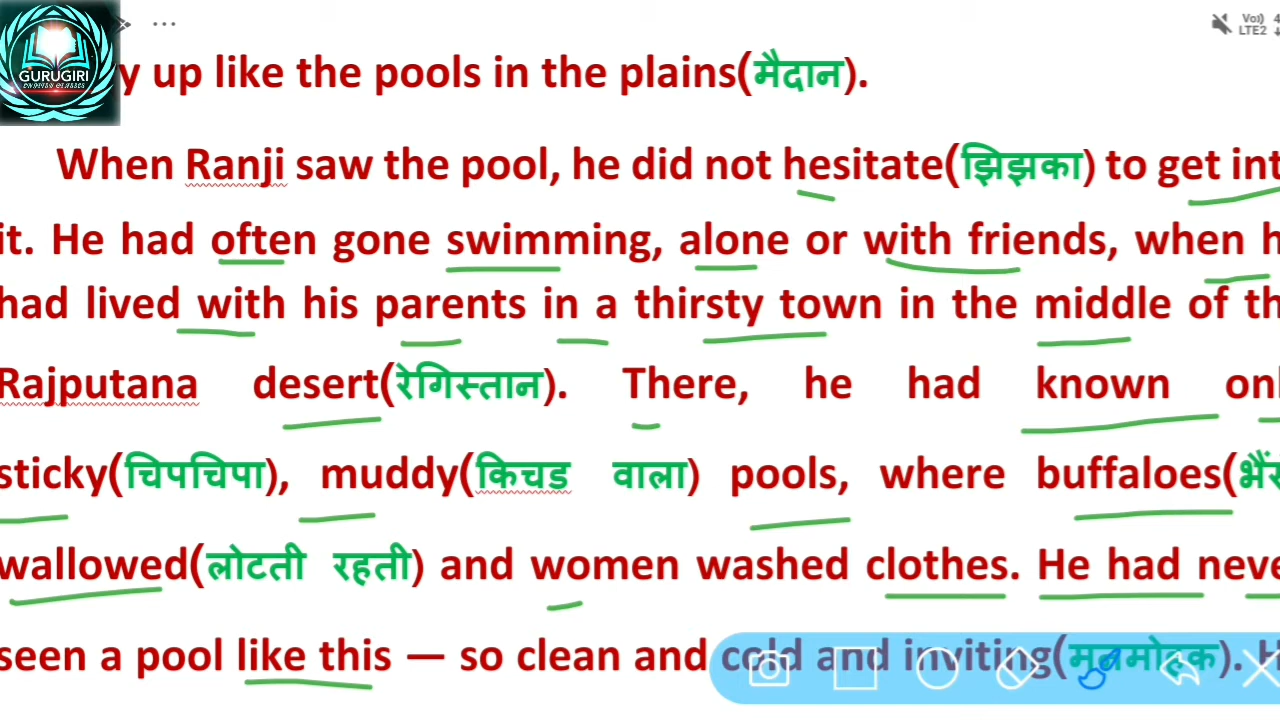 GURUGIRI
Vo))
LTE2
y up like the pools in the plains(मैदान).
When Ranji saw the pool, he did not hesitate(झिझका) to get int
it. He had often gone swimming, alone or with friends, when h
had lived with his parents in a thirsty town in the middle of th
Rajputana desert(रेगिस्तान). There, he had known onl
sticky(चिपचिपा), muddy(किचड वाला) pools, where buffaloes(भैंस
wallowed(लोटती रहती) and women washed clothes. He had neve
seen a pool like this — so clean and cold and inviting(मनमोहक). H